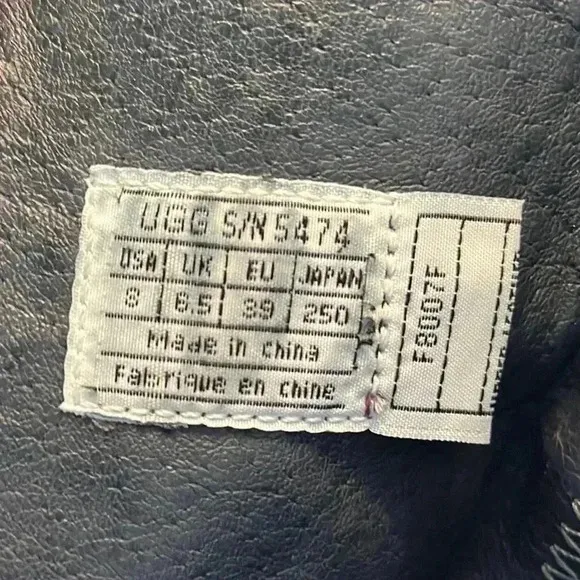 UGG S/N 5474
USA UK EU JAPAN
8 6.5 39 250
Made in china
Fabrique en chine
F8007F